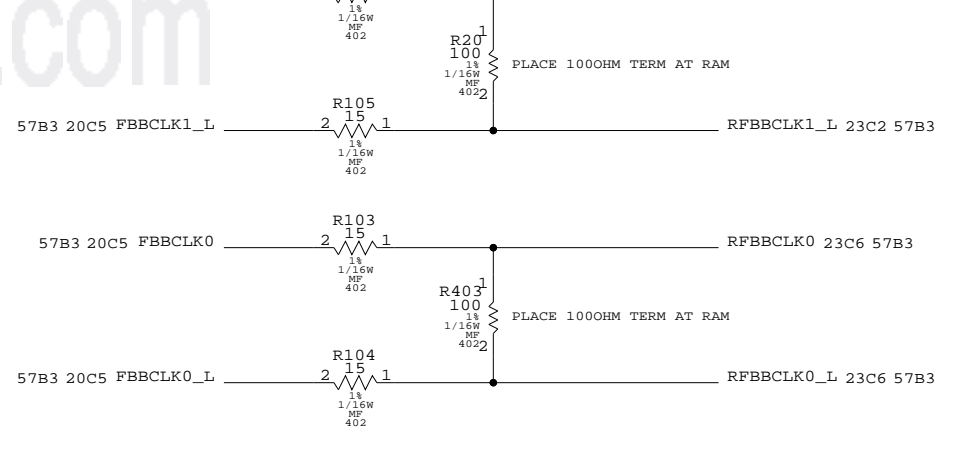 .com
1%
1/16W
MF
402
1
R20
100
1%
1/16W
MF
402
2
PLACE 100OHM TERM AT RAM
R105
15
57B3 20C5 FBBCLK1_L 2 1 RFBBCLK1_L 23C2 57B3
1%
1/16W
MF
402
R103
15
57B3 20C5 FBBCLK0 2 1 RFBBCLK0 23C6 57B3
1%
1/16W
MF
402
1
R403
100
1%
1/16W
MF
402
2
PLACE 100OHM TERM AT RAM
R104
15
57B3 20C5 FBBCLK0_L 2 1 RFBBCLK0_L 23C6 57B3
1%
1/16W
MF
402